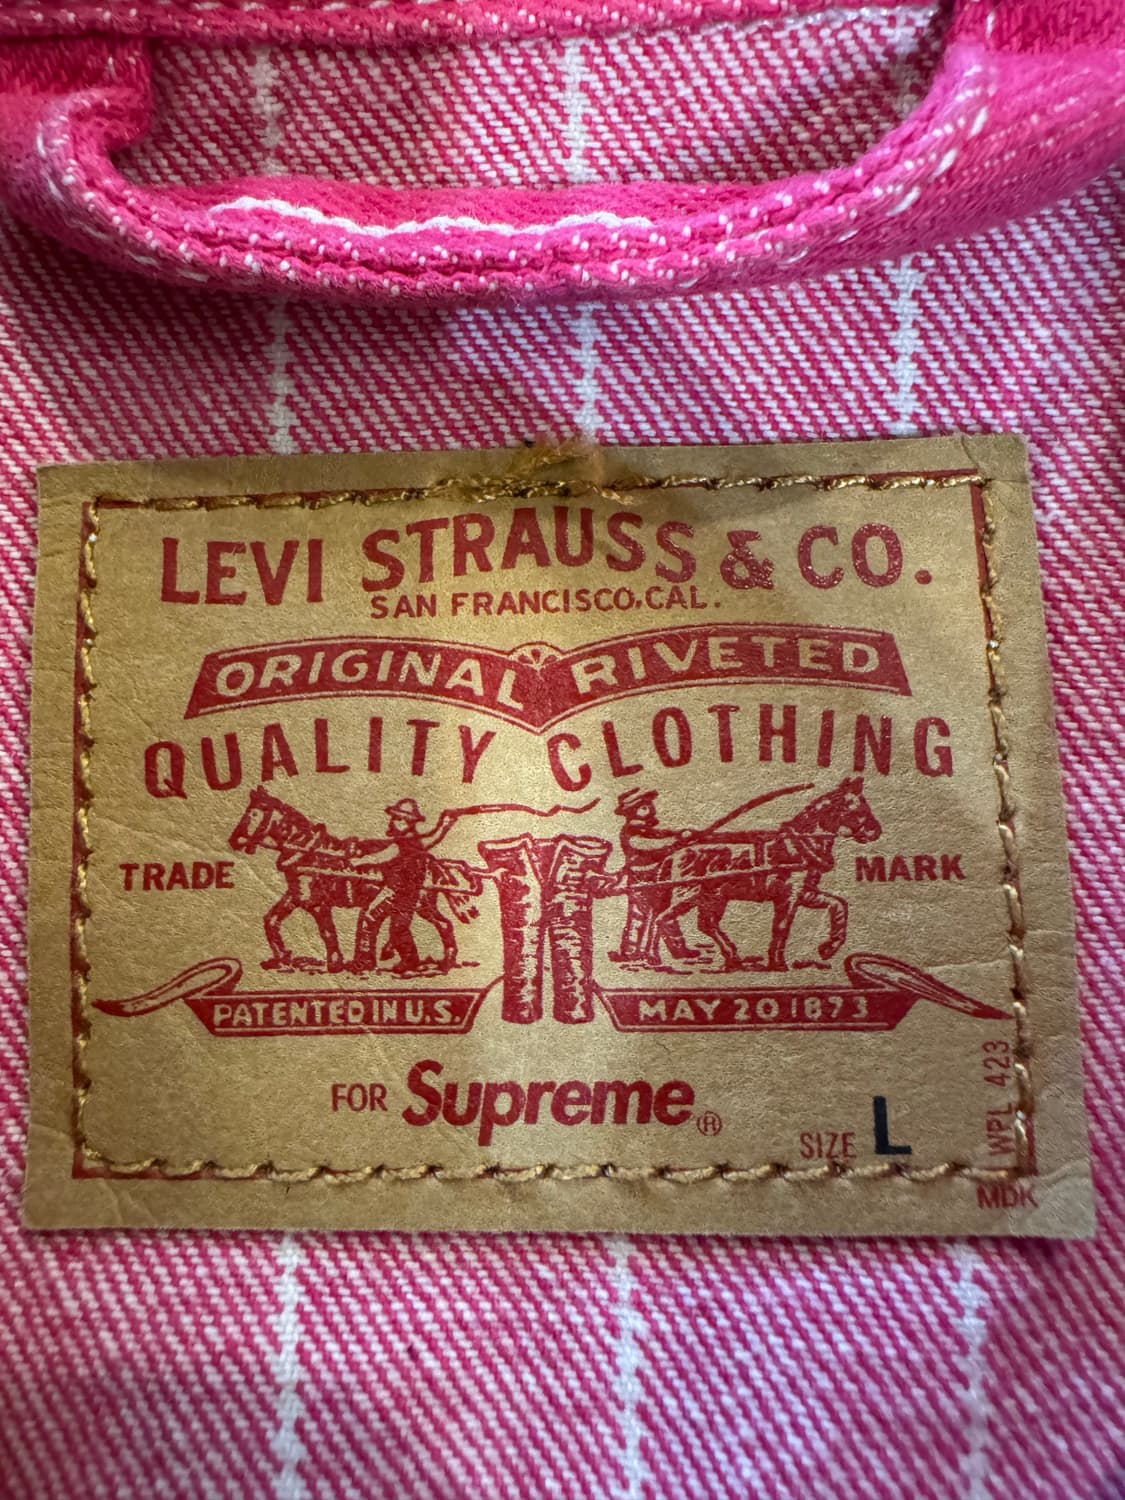 LEVI STRAUSS & CO.
SAN FRANCISCO, CAL.
ORIGINAL RIVETED
QUALITY CLOTHING
TRADE MARK
PATENTED IN U.S. MAY 20 1873
FOR Supreme®
SIZE L
WPL 423
MDK